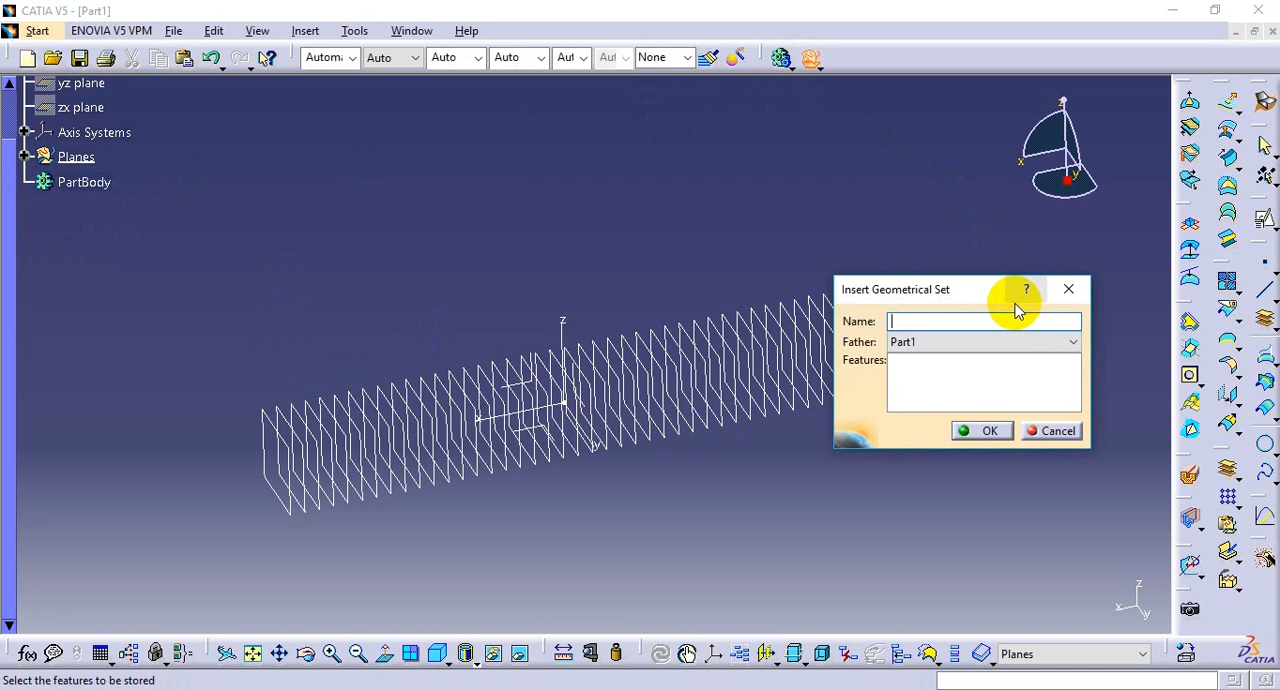 CATIA V5 - [Part1]
Start ENOVIA V5 VPM File Edit View Insert Tools Window Help
Automa Auto Auto Auto Aut Aut None
yz plane
zx plane
Axis Systems
Planes
PartBody
z
x
y
z
y
Insert Geometrical Set ?
Name:
Father: Part1
Features:
OK Cancel
z
x
y
f(x) Planes
CATIA
Select the features to be stored